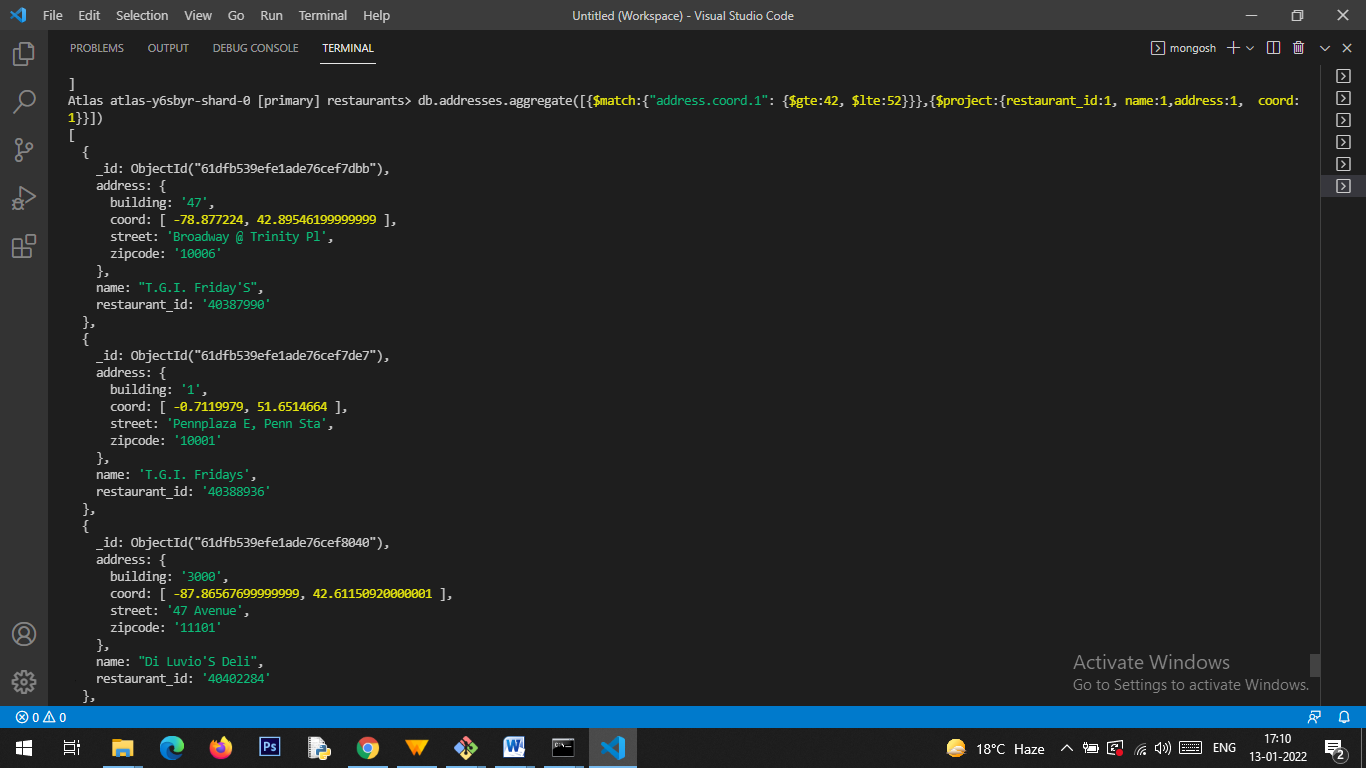 File Edit Selection View Go Run Terminal Help
Untitled (Workspace) - Visual Studio Code
PROBLEMS OUTPUT DEBUG CONSOLE TERMINAL
mongosh
]
Atlas atlas-y6sbyr-shard-0 [primary] restaurants> db.addresses.aggregate([{$match:{"address.coord.1": {$gte:42, $lte:52}}},{$project:{restaurant_id:1, name:1,address:1,  coord:
1}}])
[
  {
    _id: ObjectId("61dfb539efe1ade76cef7dbb"),
    address: {
      building: '47',
      coord: [ -78.877224, 42.89546199999999 ],
      street: 'Broadway @ Trinity Pl',
      zipcode: '10006'
    },
    name: "T.G.I. Friday'S",
    restaurant_id: '40387990'
  },
  {
    _id: ObjectId("61dfb539efe1ade76cef7de7"),
    address: {
      building: '1',
      coord: [ -0.7119979, 51.6514664 ],
      street: 'Pennplaza E, Penn Sta',
      zipcode: '10001'
    },
    name: 'T.G.I. Fridays',
    restaurant_id: '40388936'
  },
  {
    _id: ObjectId("61dfb539efe1ade76cef8040"),
    address: {
      building: '3000',
      coord: [ -87.86567699999999, 42.61150920000001 ],
      street: '47 Avenue',
      zipcode: '11101'
    },
    name: "Di Luvio'S Deli",
    restaurant_id: '40402284'
  },
Activate Windows
Go to Settings to activate Windows.
0 0
Ps
W
18°C Haze
ENG
17:10
13-01-2022
2